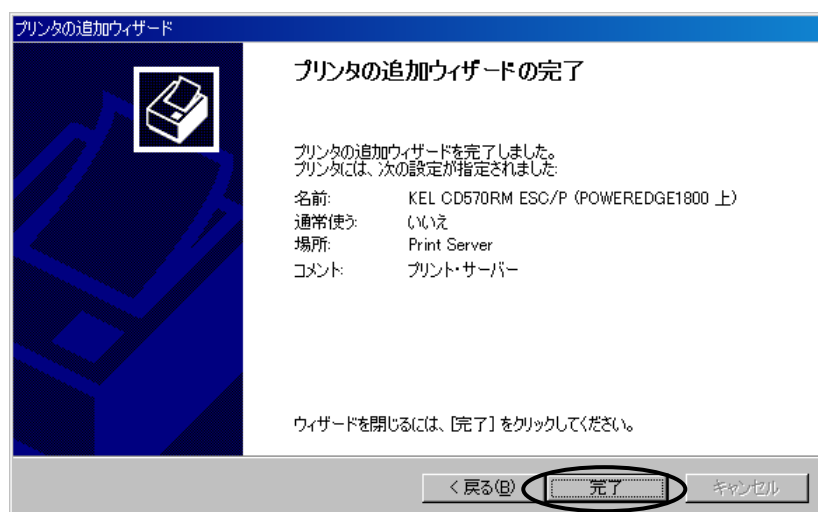 プリンタの追加ウィザード
プリンタの追加ウィザードの完了
プリンタの追加ウィザードを完了しました。
プリンタには、次の設定が指定されました:
名前: KEL CD570RM ESC/P (POWEREDGE1800 上)
通常使う: いいえ
場所: Print Server
コメント: プリント・サーバー
ウィザードを閉じるには、[完了] をクリックしてください。
< 戻る(B) 完了 キャンセル